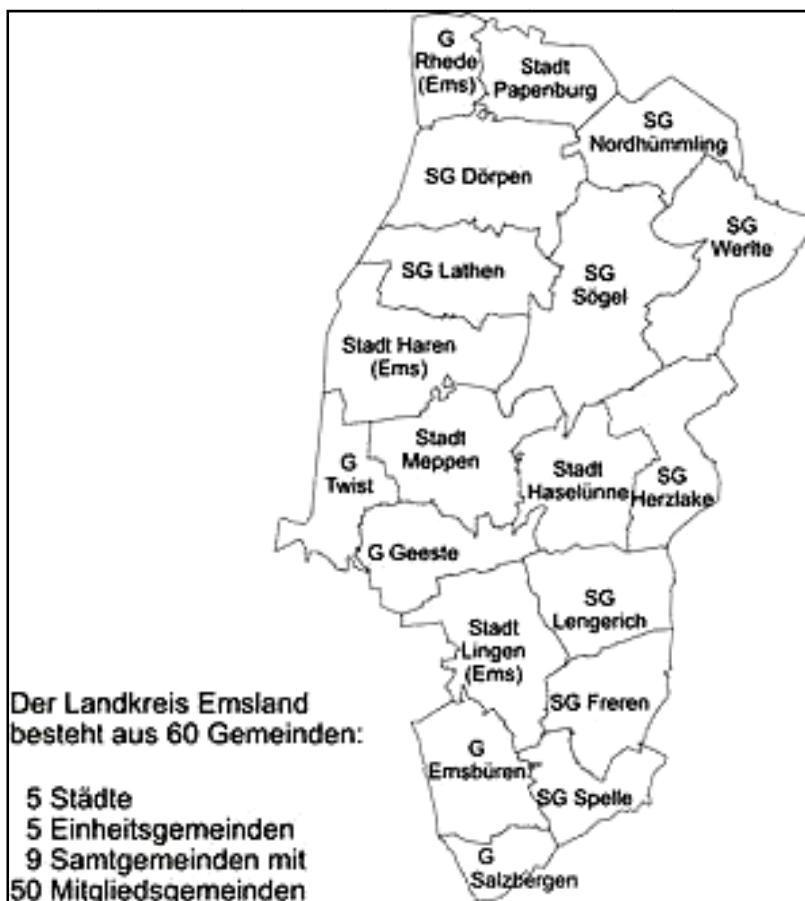 G
Rhede
(Ems)
Stadt
Papenburg
SG
Nordhümmling
SG Dörpen
SG
Werlte
SG Lathen
SG
Sögel
Stadt Haren
(Ems)
Stadt
Meppen
G
Twist
Stadt
Haselünne
SG
Herzlake
G Geeste
SG
Lengerich
Stadt
Lingen
(Ems)
SG Freren
G
Emsbüren
SG Spelle
G
Salzbergen
Der Landkreis Emsland
besteht aus 60 Gemeinden:
5 Städte
5 Einheitsgemeinden
9 Samtgemeinden mit
50 Mitgliedsgemeinden